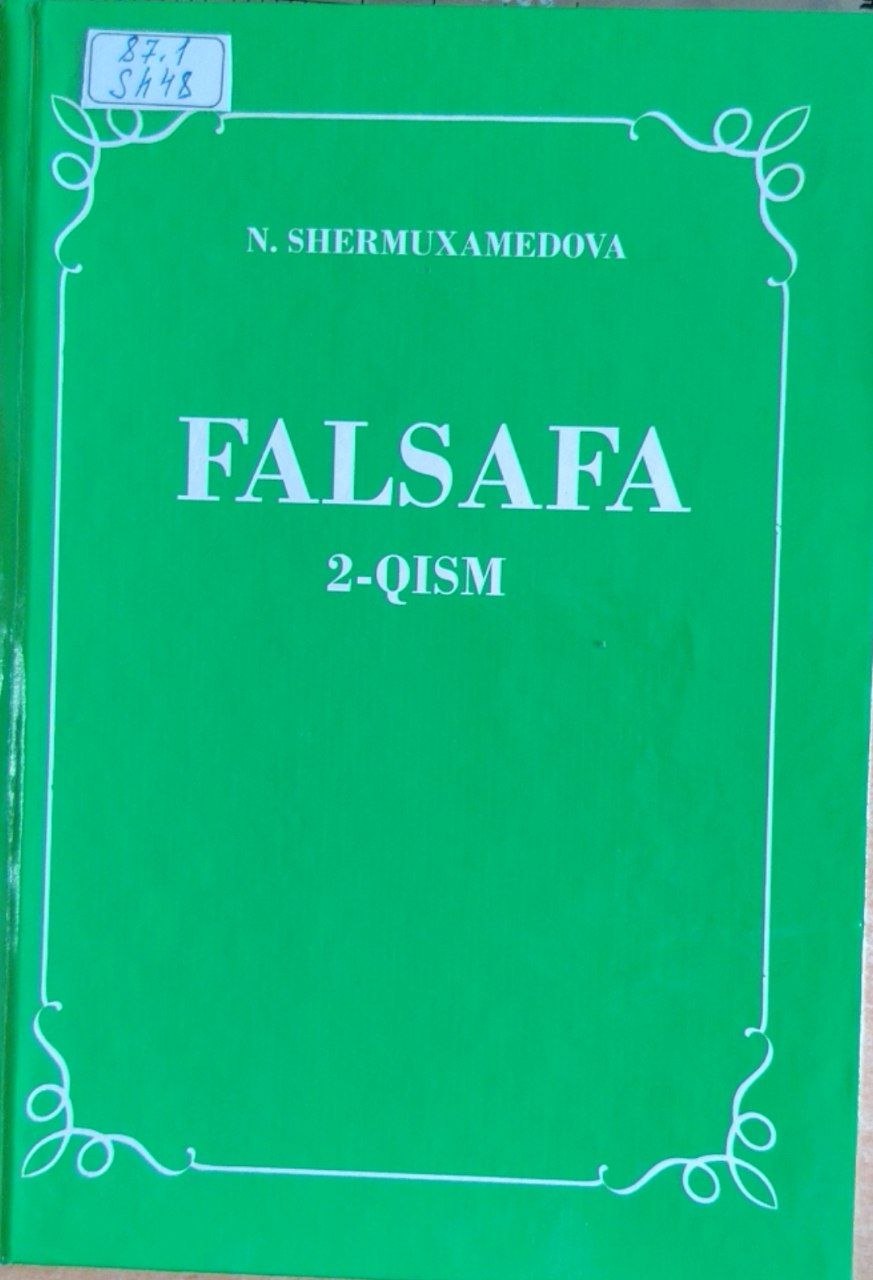 87.1
Sh48
N. SHERMUXAMEDOVA
FALSAFA
2-QISM